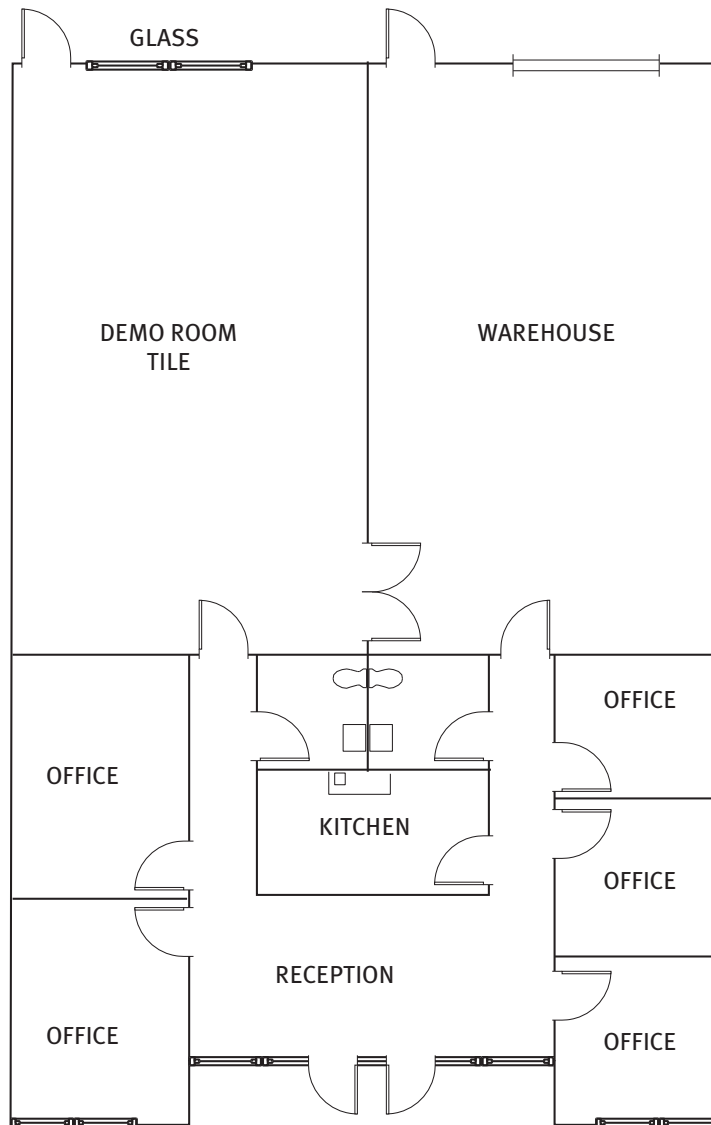 GLASS
DEMO ROOM
TILE
WAREHOUSE
OFFICE
OFFICE
KITCHEN
OFFICE
RECEPTION
OFFICE
OFFICE